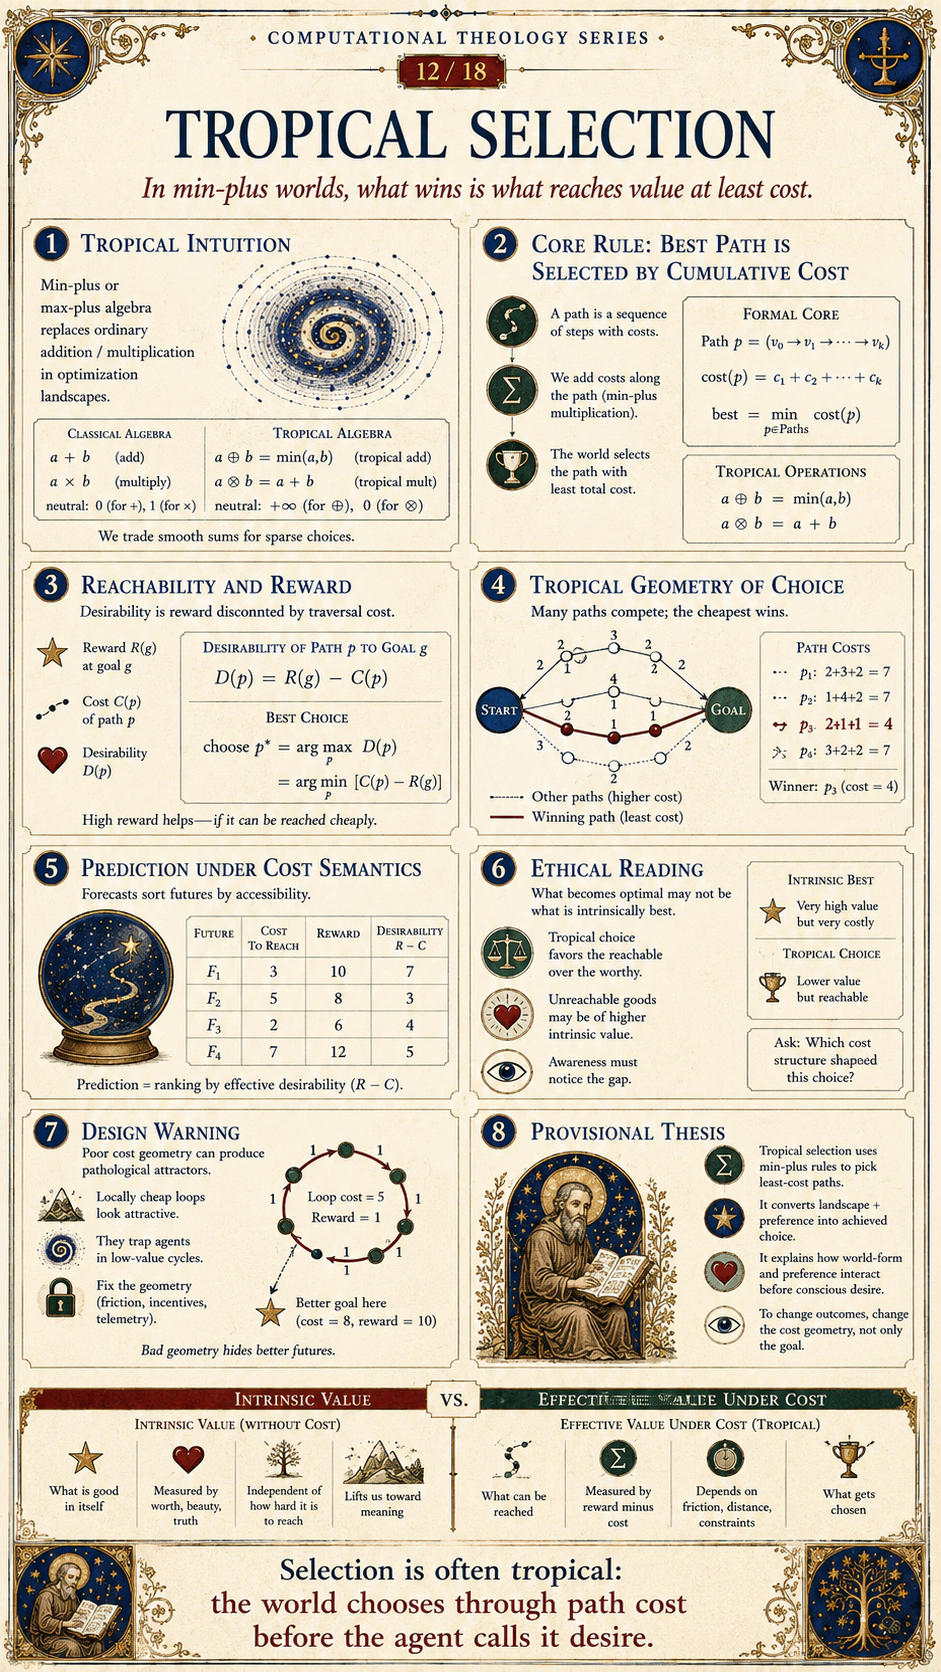 COMPUTATIONAL THEOLOGY SERIES
12 / 18
TROPICAL SELECTION
In min-plus worlds, what wins is what reaches value at least cost.
1 TROPICAL INTUITION
Min-plus or
max-plus algebra
replaces ordinary
addition / multiplication
in optimization
landscapes.
CLASSICAL ALGEBRA
a + b (add)
a × b (multiply)
neutral: 0 (for +), 1 (for ×)
TROPICAL ALGEBRA
a ⊕ b = min(a,b) (tropical add)
a ⊗ b = a + b (tropical mult)
neutral: +∞ (for ⊕), 0 (for ⊗)
We trade smooth sums for sparse choices.
2 CORE RULE: BEST PATH IS
SELECTED BY CUMULATIVE COST
A path is a sequence
of steps with costs.
Σ
We add costs along
the path (min-plus
multiplication).
The world selects
the path with
least total cost.
FORMAL CORE
Path p = (v₀ → v₁ → ⋯ → vₖ)
cost(p) = c₁ + c₂ + ⋯ + cₖ
best = min cost(p)
p∈Paths
TROPICAL OPERATIONS
a ⊕ b = min(a,b)
a ⊗ b = a + b
3 REACHABILITY AND REWARD
Desirability is reward disconnted by traversal cost.
Reward R(g)
at goal g
Cost C(p)
of path p
Desirability
D(p)
DESIRABILITY OF PATH p TO GOAL g
D(p) = R(g) − C(p)
BEST CHOICE
choose p* = arg max D(p)
p
= arg min [C(p) − R(g)]
p
High reward helps—if it can be reached cheaply.
4 TROPICAL GEOMETRY OF CHOICE
Many paths compete; the cheapest wins.
3
2 2
2 1 2
4
START
1
GOAL
2 1 1
3 2
2
Other paths (higher cost)
Winning path (least cost)
PATH COSTS
p₁: 2+3+2 = 7
p₂: 1+4+2 = 7
p₃. 2+1+1 = 4
p₆: 3+2+2 = 7
Winner: p₃ (cost = 4)
5 PREDICTION UNDER COST SEMANTICS
Forecasts sort futures by accessibility.
FUTURE COST TO REACH REWARD DESIRABILITY R − C
F₁ 3 10 7
F₂ 5 8 3
F₃ 2 6 4
F₄ 7 12 5
Prediction = ranking by effective desirability (R − C).
6 ETHICAL READING
What becomes optimal may not be
what is intrinsically best.
Tropical choice
favors the reachable
over the worthy.
Unreachable goods
may be of higher
intrinsic value.
Awareness must
notice the gap.
INTRINSIC BEST
Very high value
but very costly
TROPICAL CHOICE
Lower value
but reachable
Ask: Which cost
structure shapned
this choice?
7 DESIGN WARNING
Poor cost geometry can produce
pathological attractors.
Locally cheap loops
look attractive.
They trap agents
in low-value cycles.
Fix the geometry
(friction, incentives,
telemetry).
1 1
1 1
Loop cost = 5
Reward = 1
1 1
1
Better goal here
(cost = 8, reward = 10)
Bad geometry hides better futures.
8 PROVISIONAL THESIS
Σ
Tropical selection uses
min-plus rules to pick
least-cost paths.
It converts landscape +
preference into achieved
choice.
It explains how world-form
and preference interact
before conscious desire.
To change outcomes, change
the cost geometry, not only
the goal.
INTRINSIC VALUE
VS.
UNDER COST
INTRINSIC VALUE (WITHOUT COST)
What is good
in itself
Measured by
worth, beauty,
truth
Independent of
how hard it is
to reach
Lifts us toward
meaning
EFFECTIVE VALUE UNDER COST (TROPICAL)
What can be
reached
Σ
Measured by
reward minus
cost
Depends on
friction, distance,
constraints
What gets
chosen
Selection is often tropical:
the world chooses through path cost
before the agent calls it desire.